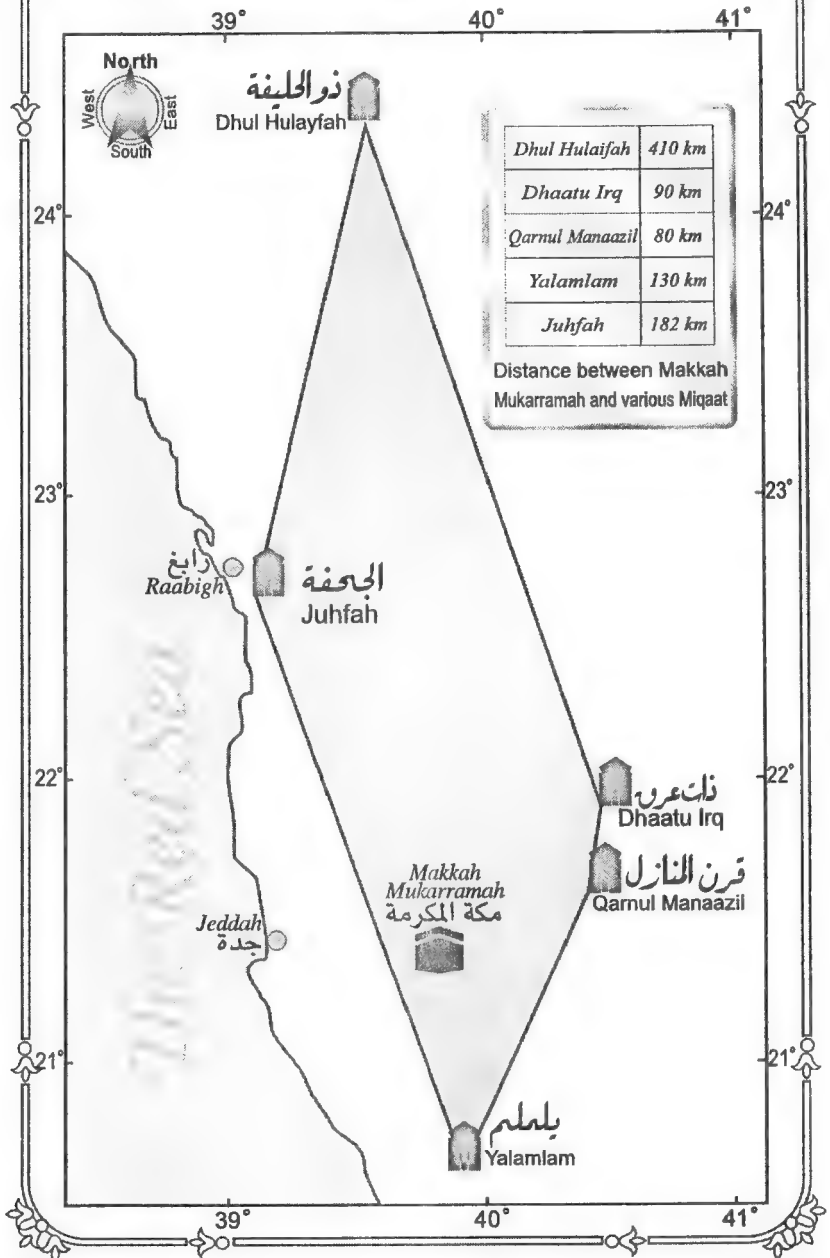 39°
40°
41°
North
West
East
South
ذو الحليفة
Dhul Hulayfah
Dhul Hulaifah 410 km
Dhaatu Irq 90 km
Qarnul Manaazil 80 km
Yalamlam 130 km
Juhfah 182 km
Distance between Makkah
Mukarramah and various Miqaat
24°
24°
23°
23°
رابغ
Raabigh
الجحفة
Juhfah
The Red Sea
22°
22°
ذات عرق
Dhaatu Irq
قرن المنازل
Qarnul Manaazil
Makkah
Mukarramah
مكة المكرمة
Jeddah
جدة
21°
21°
يلملم
Yalamlam
39°
40°
41°